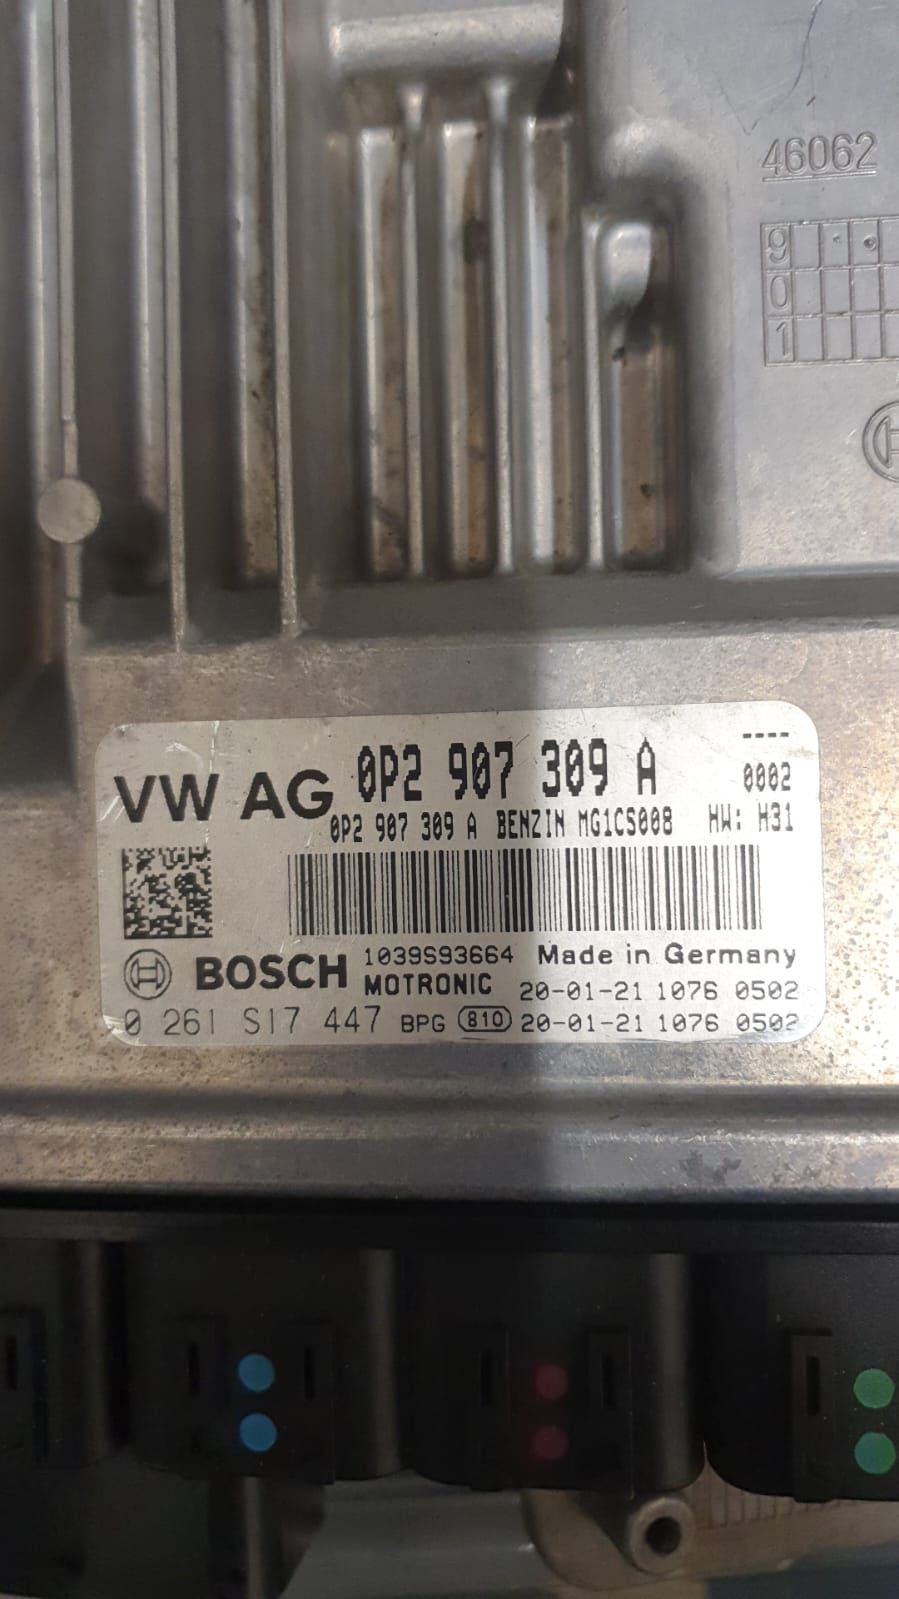 46062
9
0
1
VW AG 0P2 907 309 A ----
0002
0P2 907 309 A BENZIN MG1CS008 HW: H31
BOSCH 1039S93664 Made in Germany
MOTRONIC 20-01-21 1076 0502
0 261 S17 447 BPG 810 20-01-21 1076 0502